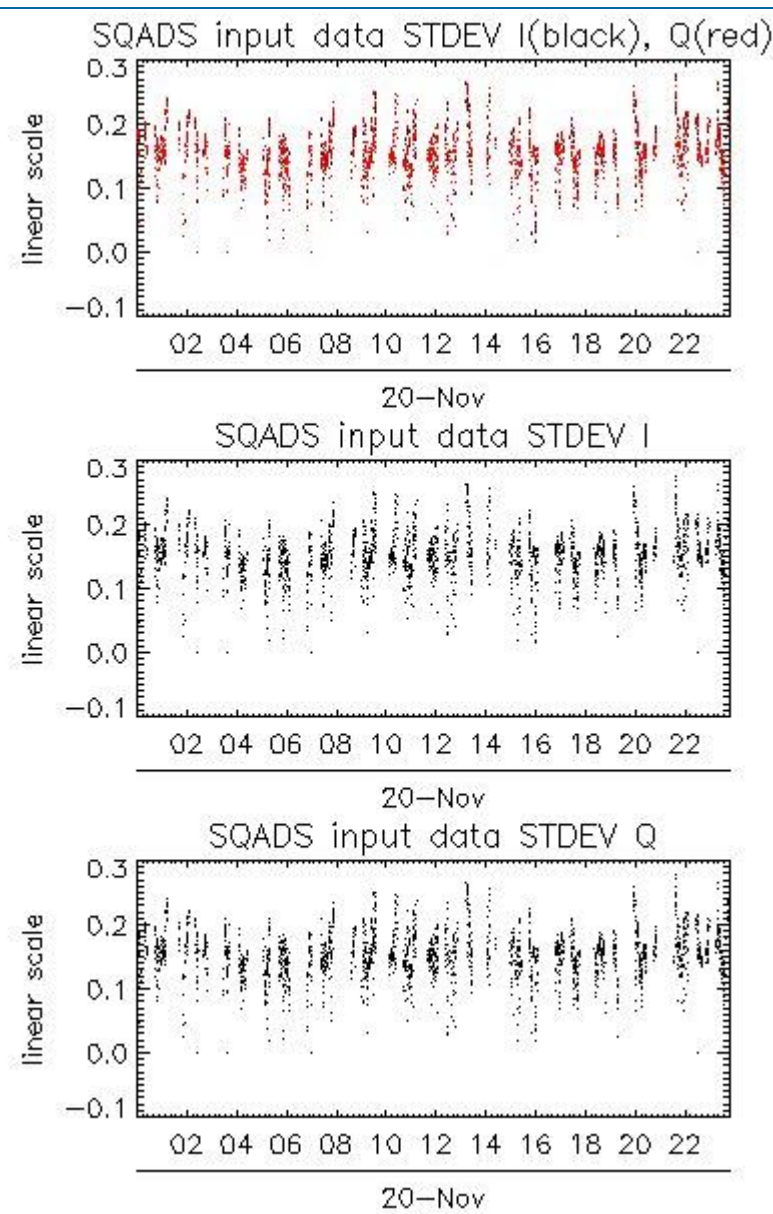 SQADS input data STDEV I(black), Q(red)
0.3
0.2
0.1
0.0
−0.1
linear scale
02 04 06 08 10 12 14 16 18 20 22
20−Nov
SQADS input data STDEV I
0.3
0.2
0.1
0.0
−0.1
linear scale
02 04 06 08 10 12 14 16 18 20 22
20−Nov
SQADS input data STDEV Q
0.3
0.2
0.1
0.0
−0.1
linear scale
02 04 06 08 10 12 14 16 18 20 22
20−Nov